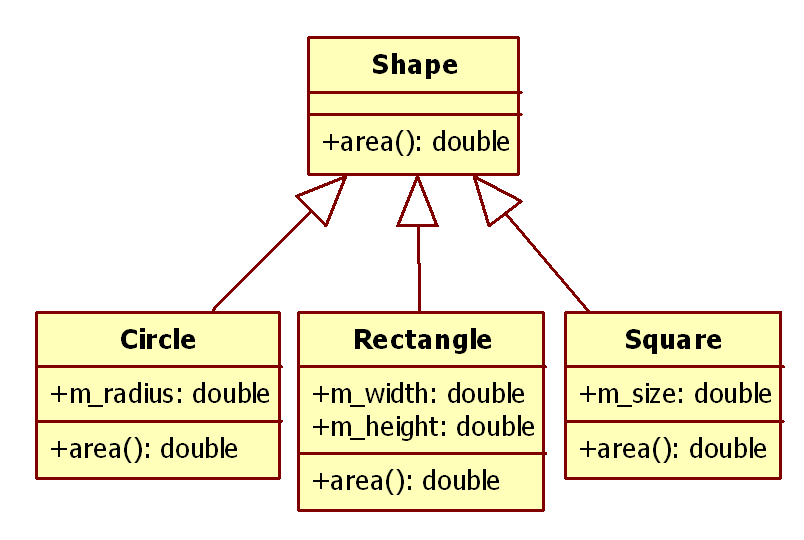 Shape
+area(): double
Circle
+m_radius: double
+area(): double
Rectangle
+m_width: double
+m_height: double
+area(): double
Square
+m_size: double
+area(): double